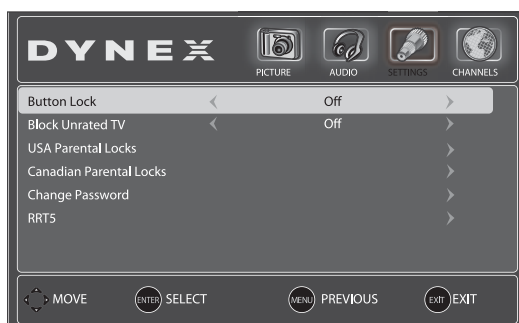 DYNEX
PICTURE AUDIO SETTINGS CHANNELS
Button Lock Off
Block Unrated TV Off
USA Parental Locks
Canadian Parental Locks
Change Password
RRT5
MOVE ENTER SELECT MENU PREVIOUS EXIT EXIT